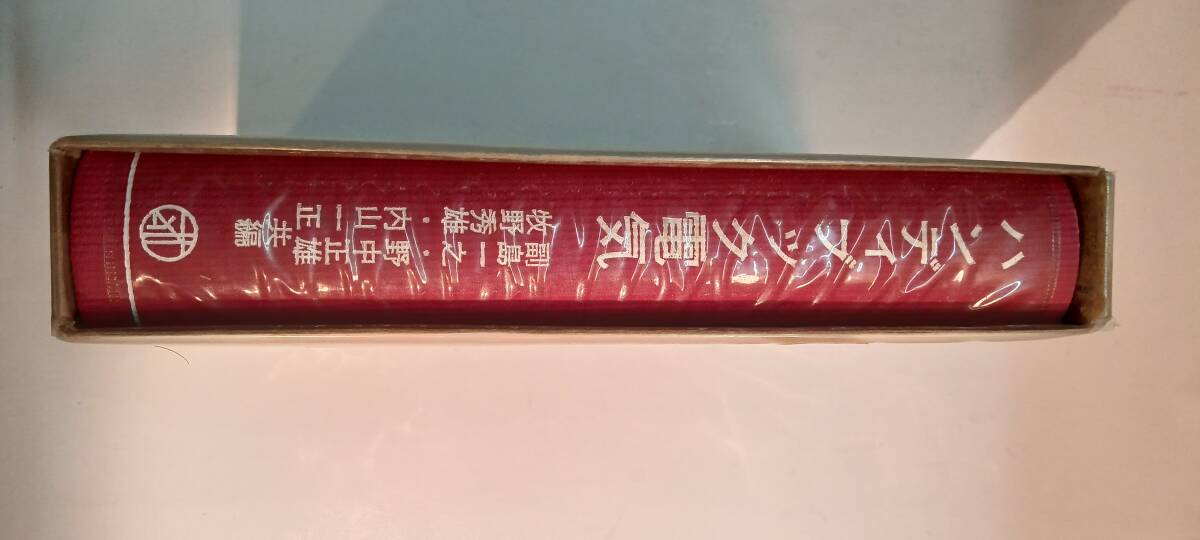 ハンディブック電気
副島一之・野中正雄
牧野秀雄・内山一正
共編